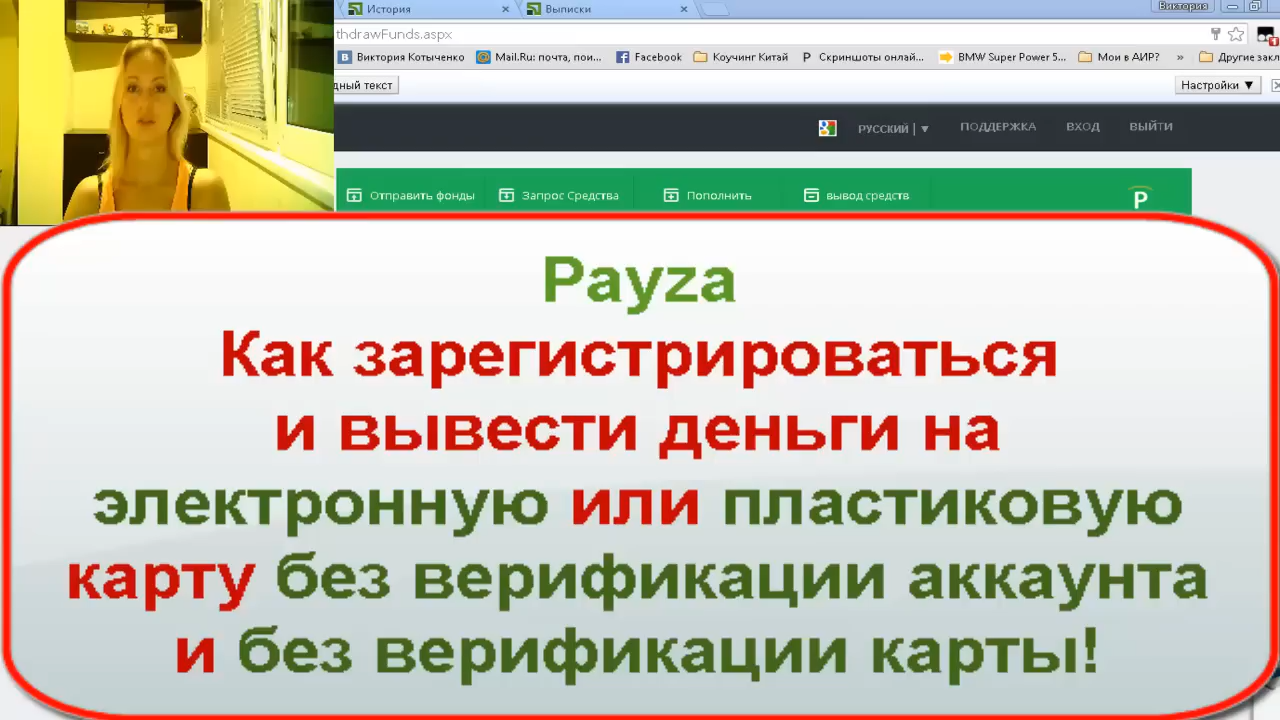 История
Выписки
Виктория
thdrawFunds.aspx
Виктория Котыченко
Mail.Ru: почта, пои...
Facebook
Коучинг Китай
Скриншоты онлай...
BMW Super Power 5...
Мои в АИР?
»
Другие закл
дный текст
Настройки ▼
РУССКИЙ | ▼
ПОДДЕРЖКА
ВХОД
ВЫЙТИ
Отправить фонды
Запрос Средства
Пополнить
вывод средств
P
Payza
Как зарегистрироваться
и вывести деньги на
электронную или пластиковую
карту без верификации аккаунта
и без верификации карты!